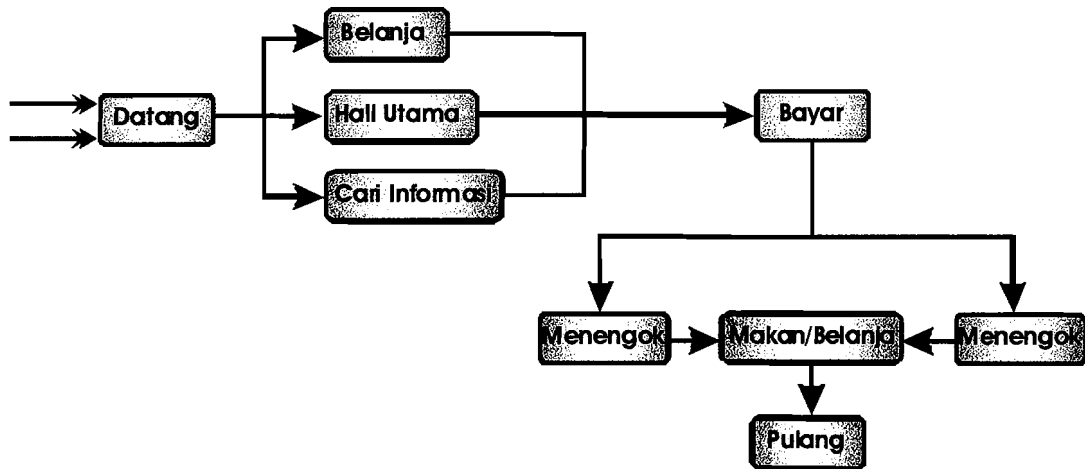 Belanja
Datang
Hall Utama
Bayar
Cari Informasi
Menengok
Makan/Belanja
Menengok
Pulang